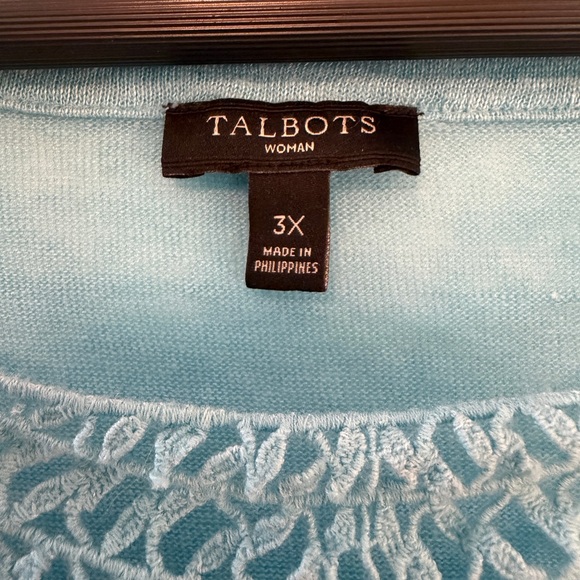 TALBOTS
WOMAN
3X
MADE IN
PHILIPPINES